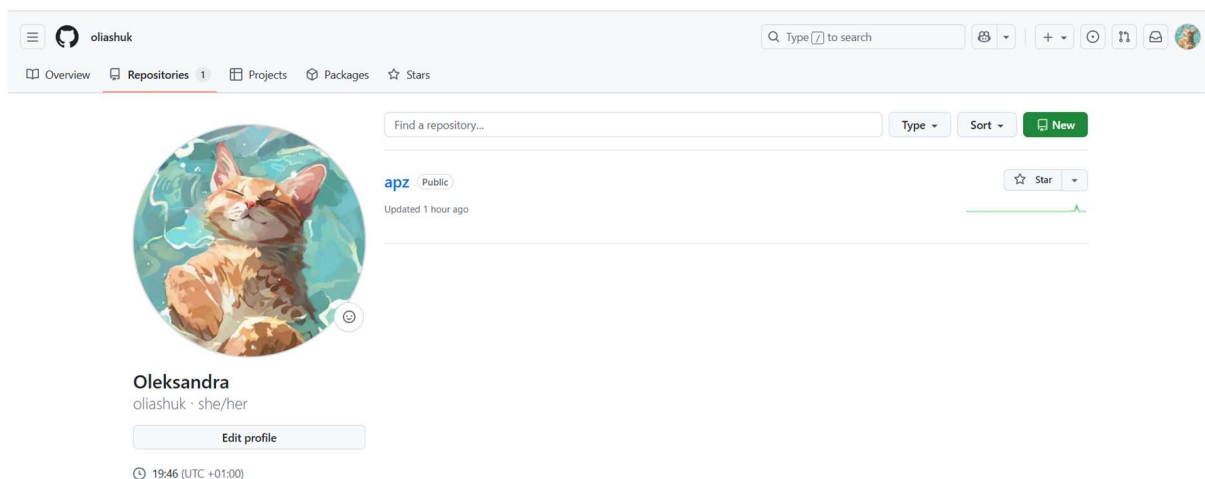 oliashuk
Type / to search
Overview Repositories 1 Projects Packages Stars
Find a repository...
Type Sort New
apz Public
Star
Updated 1 hour ago
Oleksandra
oliashuk · she/her
Edit profile
19:46 (UTC +01:00)